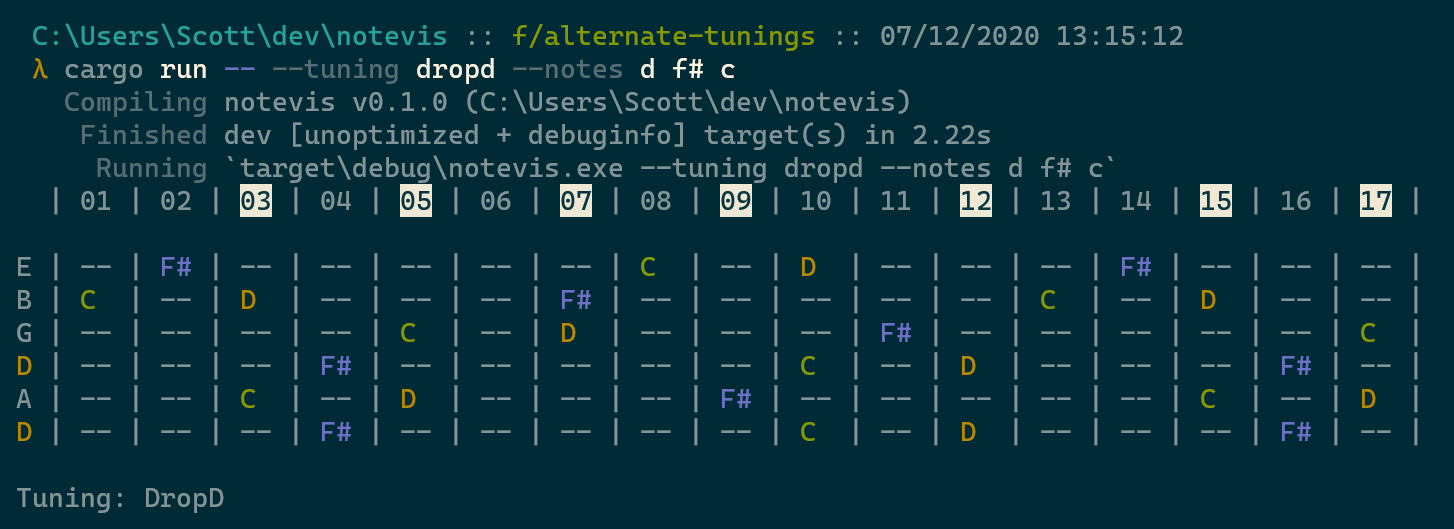 C:\Users\Scott\dev\notevis :: f/alternate-tunings :: 07/12/2020 13:15:12
λ cargo run -- --tuning dropd --notes d f# c
Compiling notevis v0.1.0 (C:\Users\Scott\dev\notevis)
Finished dev [unoptimized + debuginfo] target(s) in 2.22s
Running `target\debug\notevis.exe --tuning dropd --notes d f# c`
| 01 | 02 | 03 | 04 | 05 | 06 | 07 | 08 | 09 | 10 | 11 | 12 | 13 | 14 | 15 | 16 | 17 |
E | -- | F# | -- | -- | -- | -- | -- | C | -- | D | -- | -- | -- | F# | -- | -- | -- |
B | C | -- | D | -- | -- | -- | F# | -- | -- | -- | -- | -- | C | -- | D | -- | -- |
G | -- | -- | -- | -- | C | -- | D | -- | -- | -- | F# | -- | -- | -- | -- | -- | C |
D | -- | -- | -- | F# | -- | -- | -- | -- | -- | C | -- | D | -- | -- | -- | F# | -- |
A | -- | -- | C | -- | D | -- | -- | -- | F# | -- | -- | -- | -- | -- | C | -- | D |
D | -- | -- | -- | F# | -- | -- | -- | -- | -- | C | -- | D | -- | -- | -- | F# | -- |
Tuning: DropD